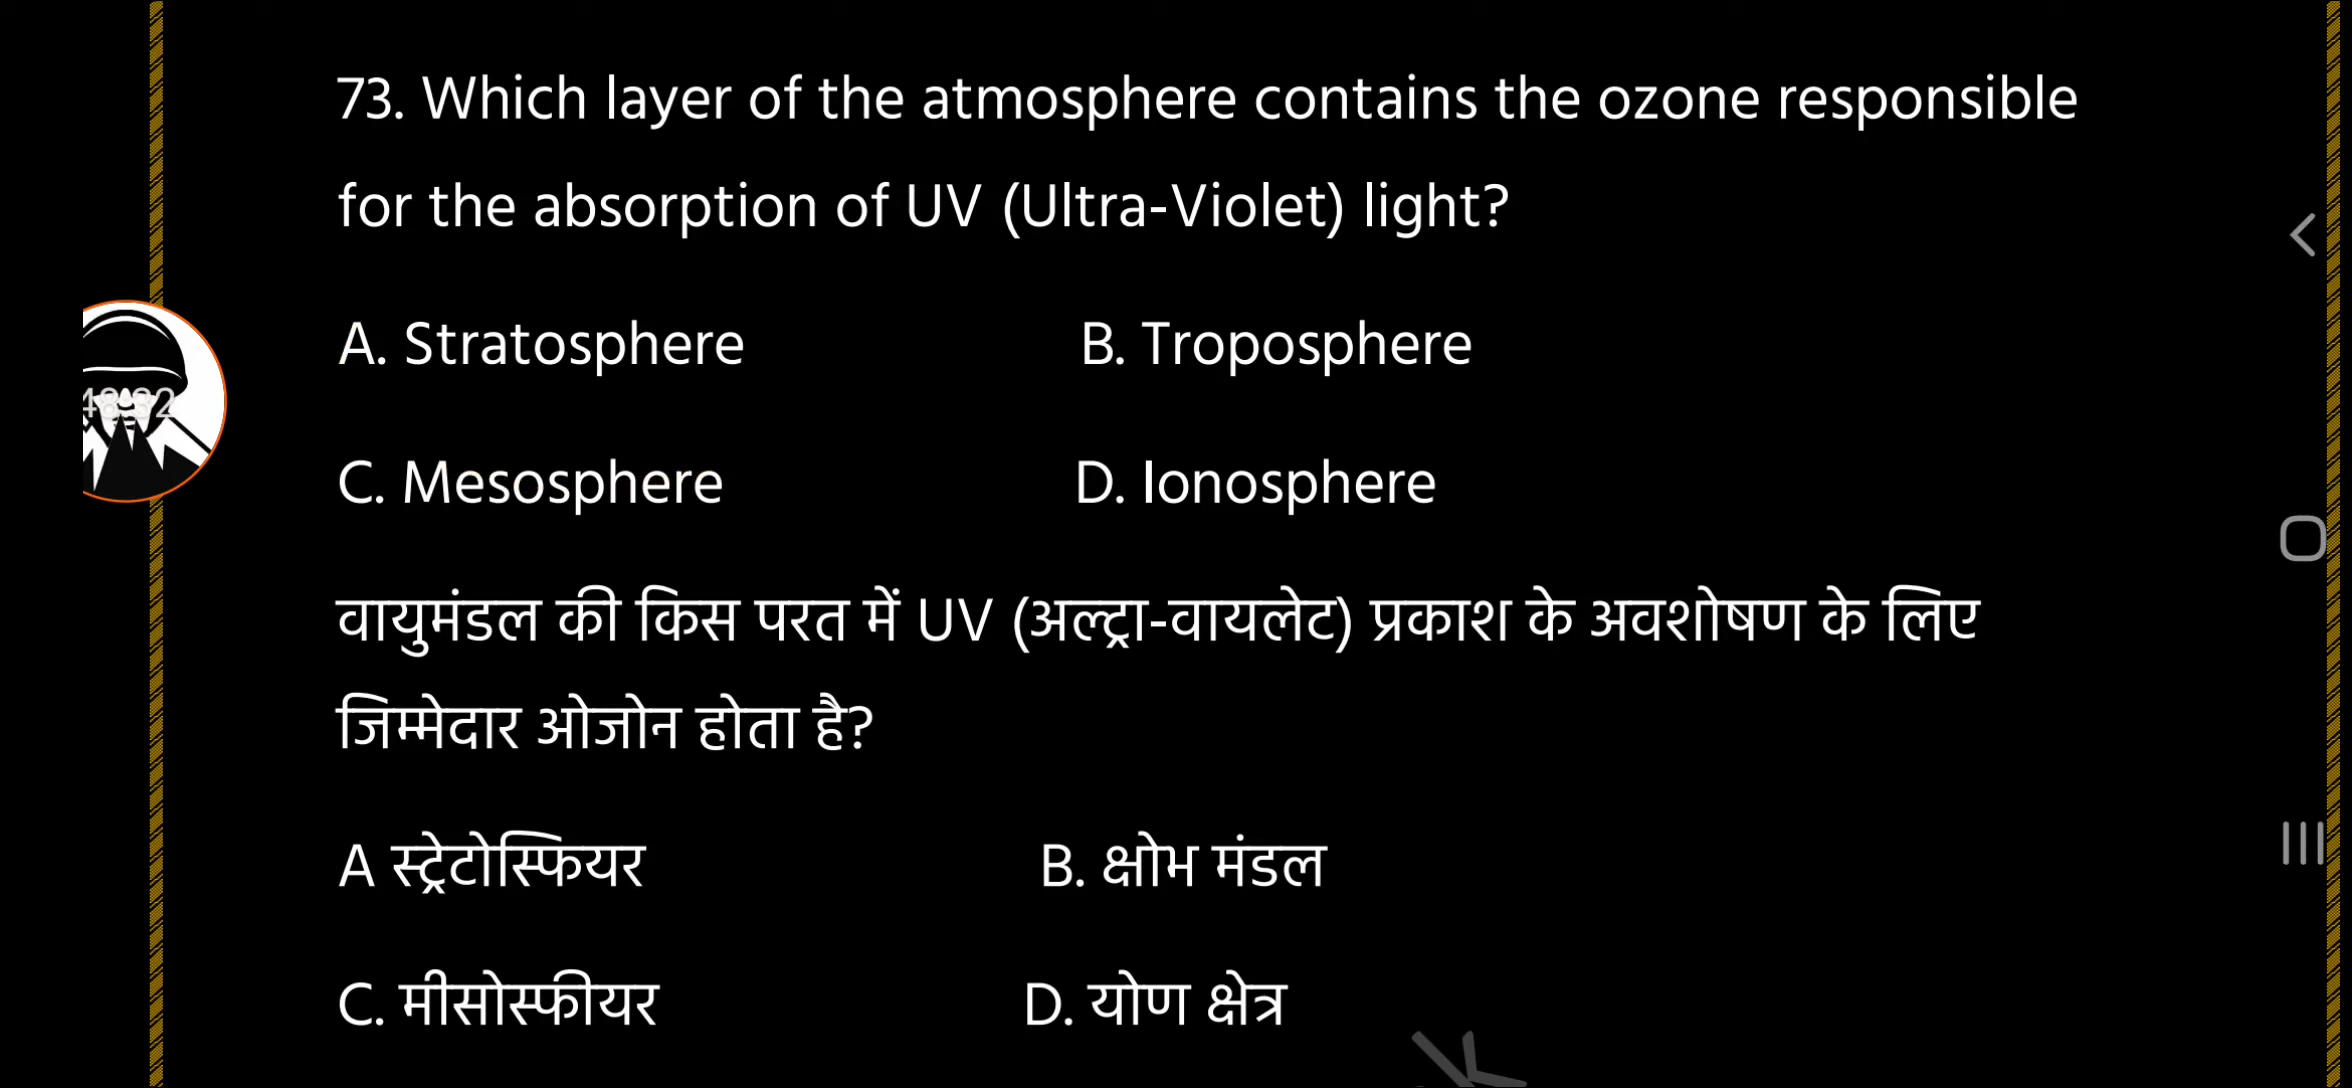 73. Which layer of the atmosphere contains the ozone responsible
for the absorption of UV (Ultra-Violet) light?
A. Stratosphere B. Troposphere
C. Mesosphere D. Ionosphere
वायुमंडल की किस परत में UV (अल्ट्रा-वायलेट) प्रकाश के अवशोषण के लिए
जिम्मेदार ओजोन होता है?
A स्ट्रेटोस्फियर B. क्षोभ मंडल
C. मीसोस्फीयर D. योण क्षेत्र